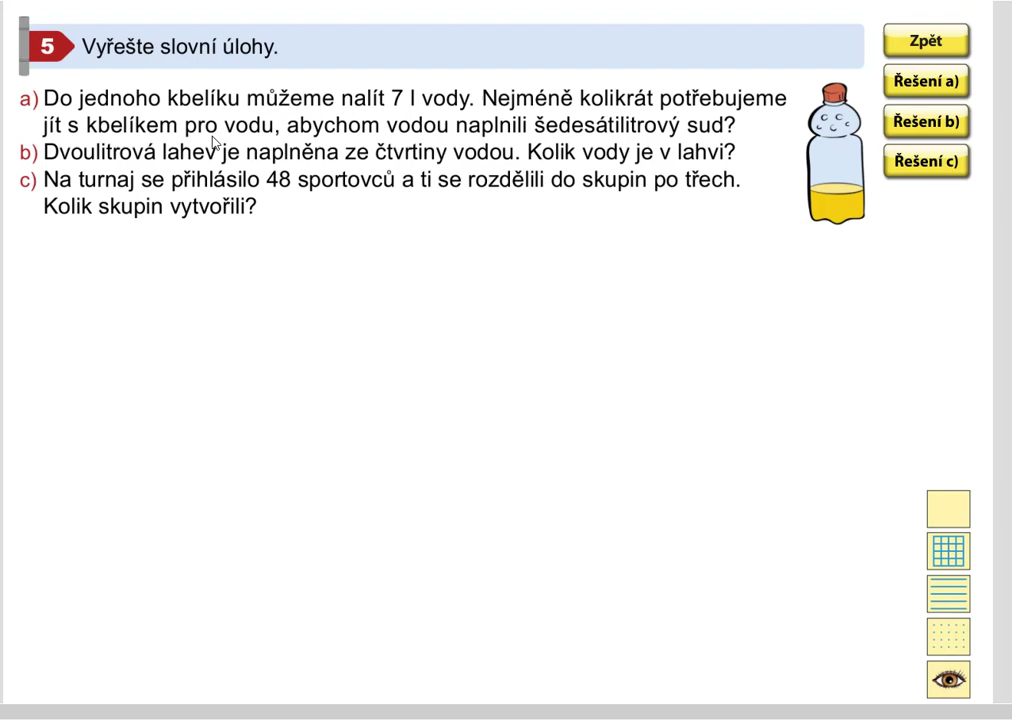 5 Vyřešte slovní úlohy.
a) Do jednoho kbelíku můžeme nalít 7 l vody. Nejméně kolikrát potřebujeme
jít s kbelíkem pro vodu, abychom vodou naplnili šedesátilitrový sud?
b) Dvoulitrová lahev je naplněna ze čtvrtiny vodou. Kolik vody je v lahvi?
c) Na turnaj se přihlásilo 48 sportovců a ti se rozdělili do skupin po třech.
Kolik skupin vytvořili?
Zpět
Řešení a)
Řešení b)
Řešení c)